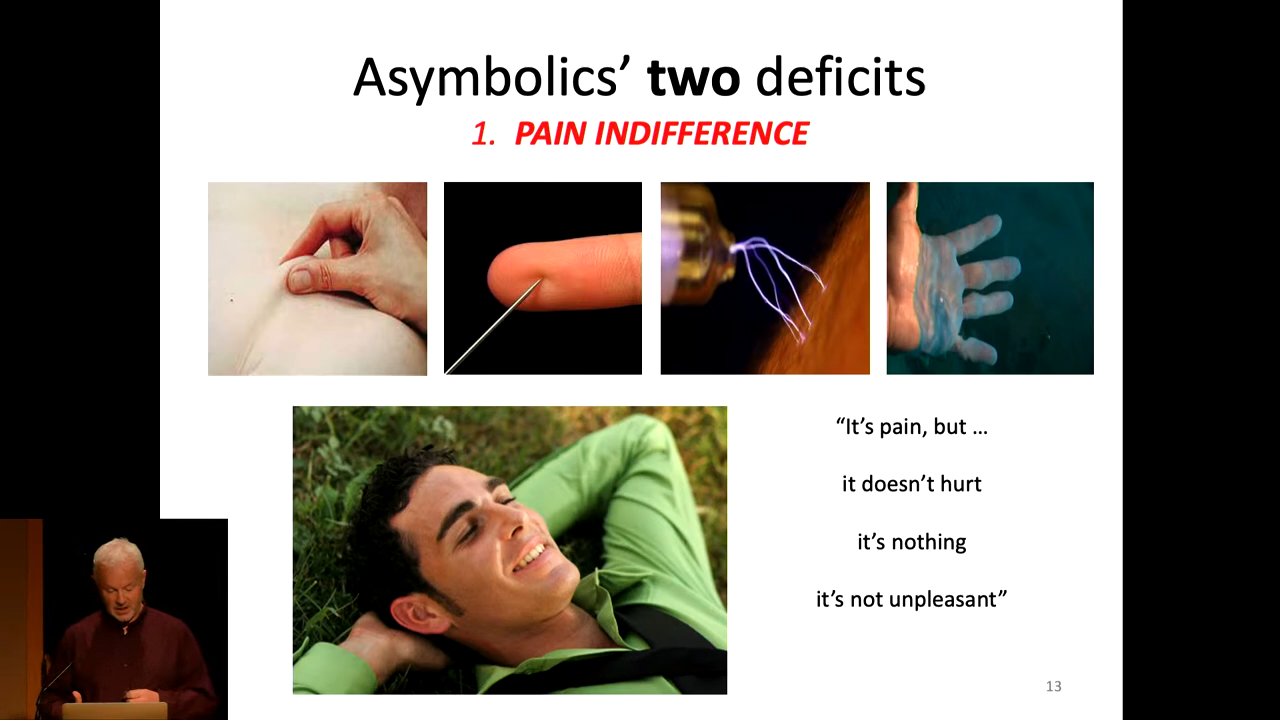 Asymbolics’ two deficits
1. PAIN INDIFFERENCE
“It’s pain, but ...
it doesn’t hurt
it’s nothing
it’s not unpleasant”
13